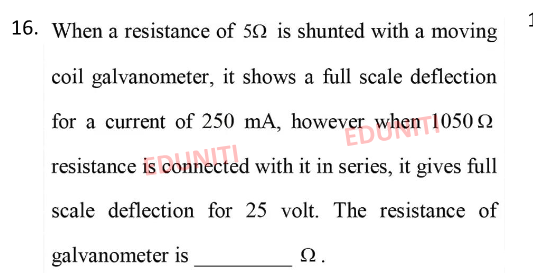 16. When a resistance of 5Ω is shunted with a moving
coil galvanometer, it shows a full scale deflection
for a current of 250 mA, however when 1050 Ω
EDUNITI
resistance is connected with it in series, it gives full
EDUNITI
scale deflection for 25 volt. The resistance of
galvanometer is __________ Ω .